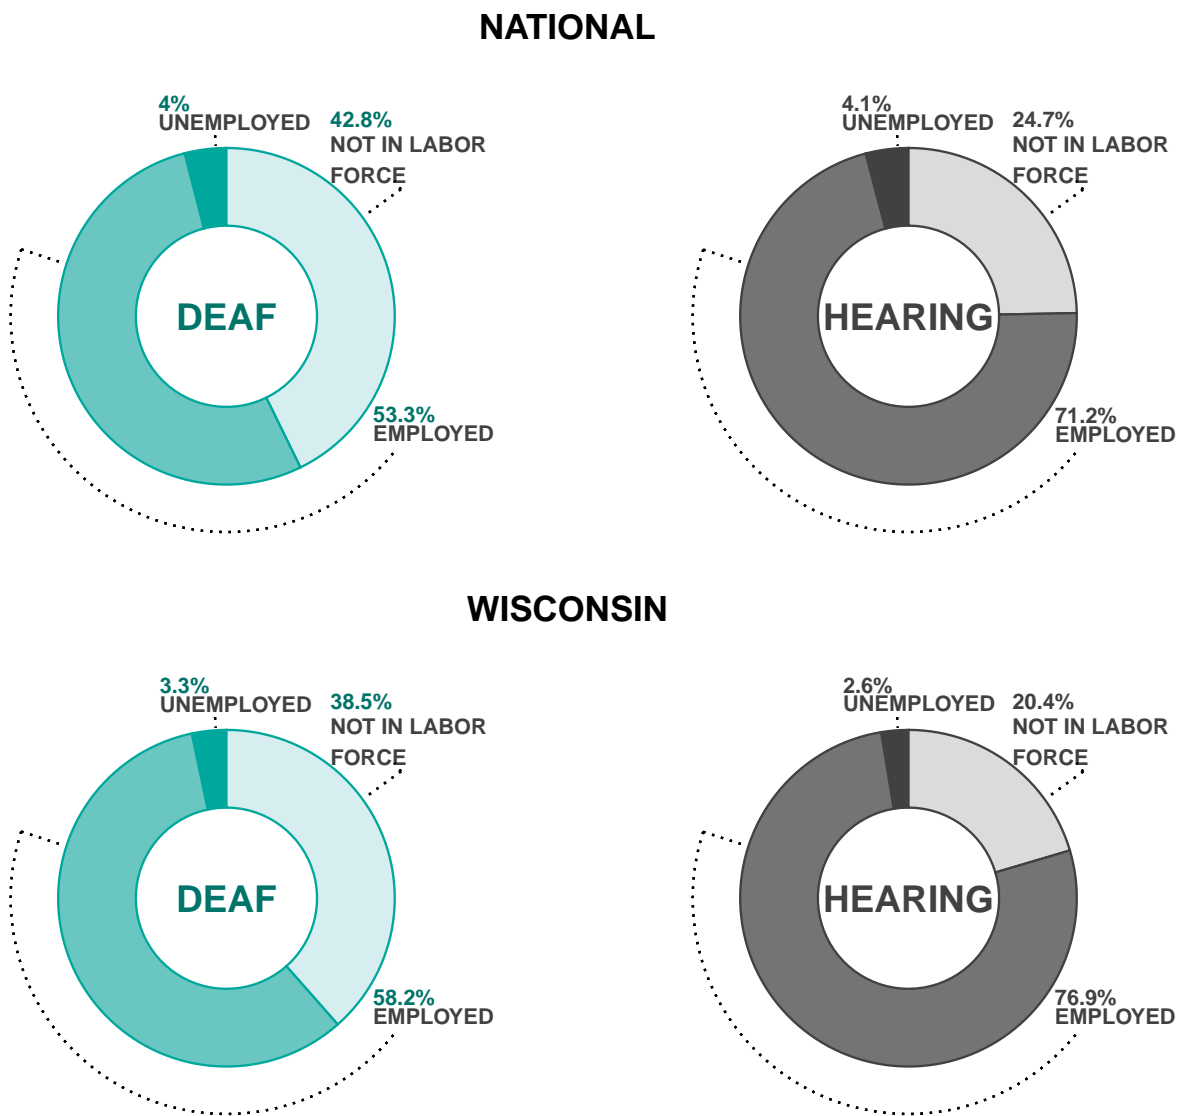 NATIONAL
4%
UNEMPLOYED
42.8%
NOT IN LABOR
FORCE
DEAF
53.3%
EMPLOYED
4.1%
UNEMPLOYED
24.7%
NOT IN LABOR
FORCE
HEARING
71.2%
EMPLOYED
WISCONSIN
3.3%
UNEMPLOYED
38.5%
NOT IN LABOR
FORCE
DEAF
58.2%
EMPLOYED
2.6%
UNEMPLOYED
20.4%
NOT IN LABOR
FORCE
HEARING
76.9%
EMPLOYED